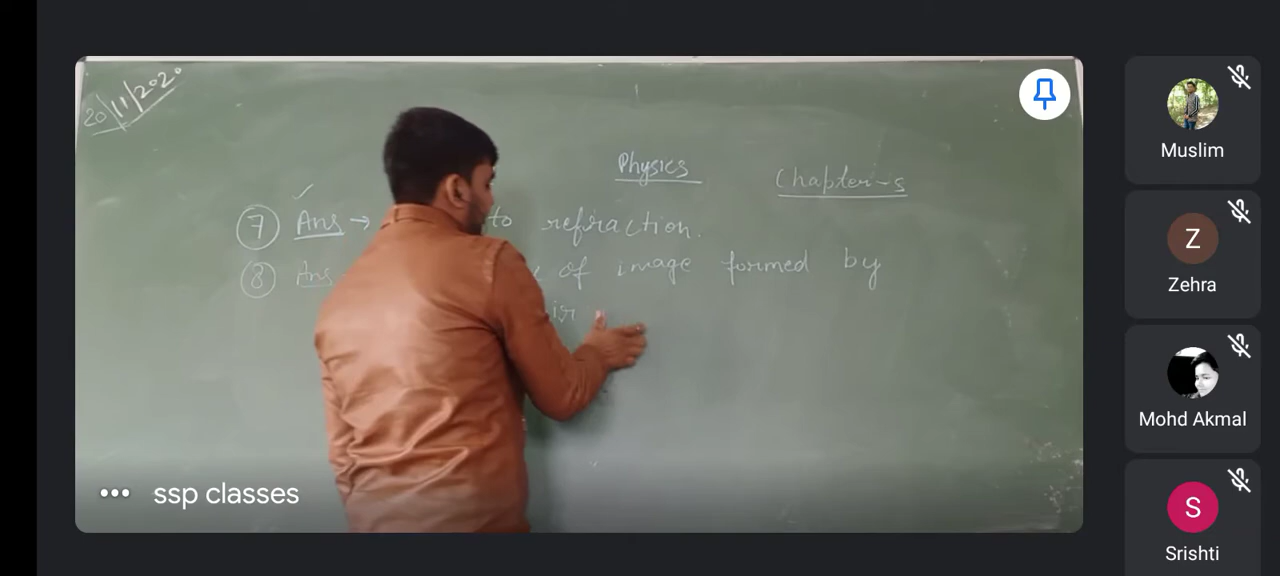 20/11/2020
Physics Chapter-5
7 Ans → to refraction.
8 Ans of image formed by
ssp classes
Muslim
Z
Zehra
Mohd Akmal
S
Srishti